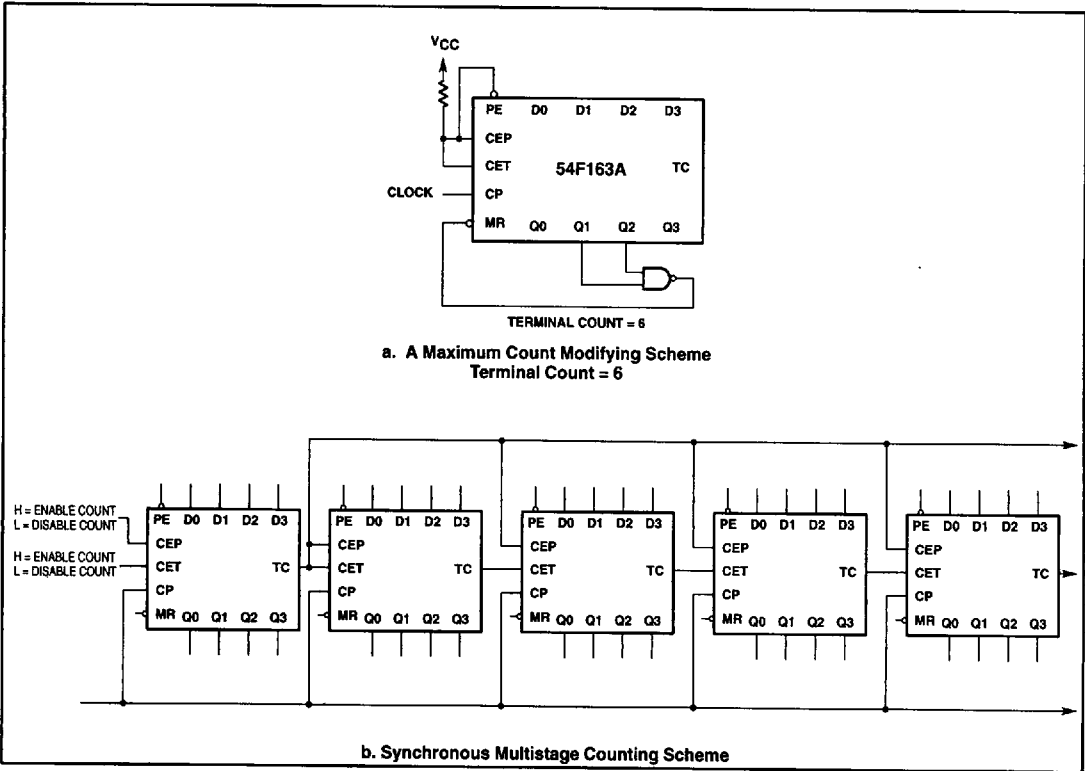 VCC
PE D0 D1 D2 D3
CEP
CET 54F163A TC
CLOCK CP
MR Q0 Q1 Q2 Q3
TERMINAL COUNT = 6
a. A Maximum Count Modifying Scheme
Terminal Count = 6
H = ENABLE COUNT
L = DISABLE COUNT
H = ENABLE COUNT
L = DISABLE COUNT
PE D0 D1 D2 D3
CEP
CET TC
CP
MR Q0 Q1 Q2 Q3
PE D0 D1 D2 D3
CEP
CET TC
CP
MR Q0 Q1 Q2 Q3
PE D0 D1 D2 D3
CEP
CET TC
CP
MR Q0 Q1 Q2 Q3
PE D0 D1 D2 D3
CEP
CET TC
CP
MR Q0 Q1 Q2 Q3
PE D0 D1 D2 D3
CEP
CET TC
CP
MR Q0 Q1 Q2 Q3
b. Synchronous Multistage Counting Scheme